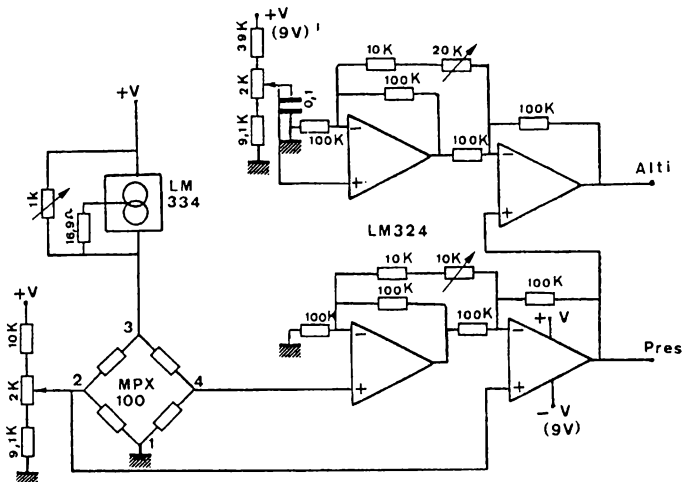 +V
(9V)
39K
2K
9,1K
0,1
10K
20K
100K
100K
100K
100K
−
+
−
+
Alti
+V
1k
16,9Ω
LM
334
LM324
+V
10K
2K
9,1K
3
2
4
1
MPX
100
10K
10K
100K
100K
100K
100K
−
+
−
+
+V
−V
(9V)
Pres